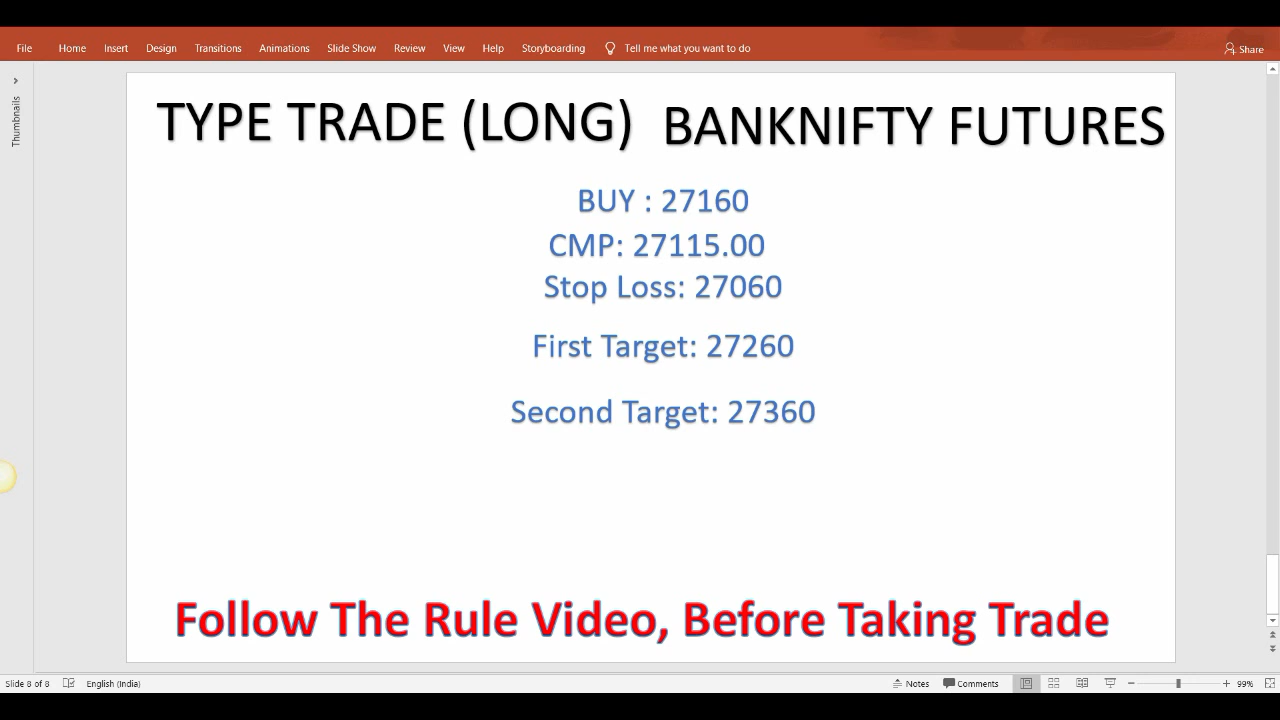 File Home Insert Design Transitions Animations Slide Show Review View Help Storyboarding Tell me what you want to do Share
Thumbnails
TYPE TRADE (LONG) BANKNIFTY FUTURES
BUY : 27160
CMP: 27115.00
Stop Loss: 27060
First Target: 27260
Second Target: 27360
Follow The Rule Video, Before Taking Trade
Slide 8 of 8 English (India) Notes Comments 99%